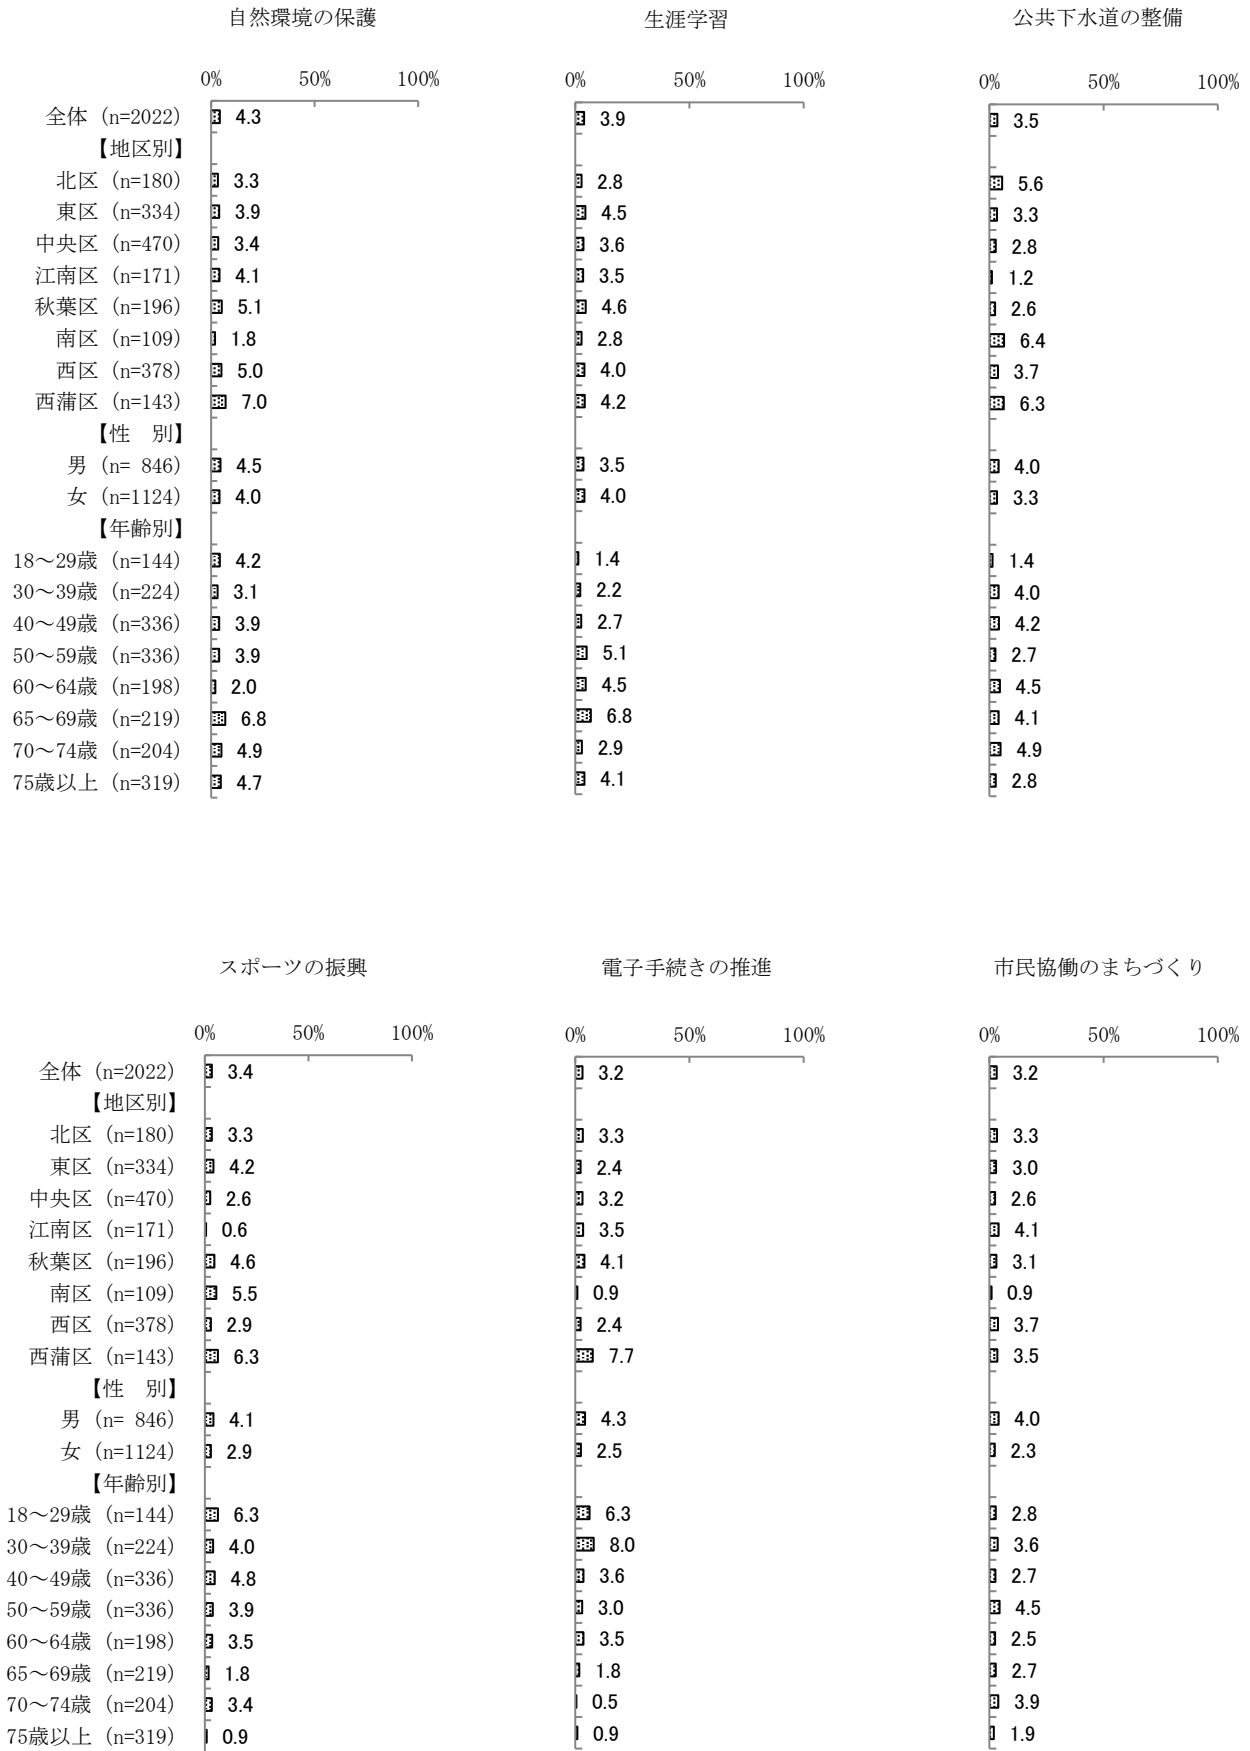 自然環境の保護 生涯学習 公共下水道の整備
0% 50% 100% 0% 50% 100% 0% 50% 100%
全体（n=2022） 4.3 3.9 3.5
【地区別】
北区（n=180） 3.3 2.8 5.6
東区（n=334） 3.9 4.5 3.3
中央区（n=470） 3.4 3.6 2.8
江南区（n=171） 4.1 3.5 1.2
秋葉区（n=196） 5.1 4.6 2.6
南区（n=109） 1.8 2.8 6.4
西区（n=378） 5.0 4.0 3.7
西蒲区（n=143） 7.0 4.2 6.3
【性　別】
男（n= 846） 4.5 3.5 4.0
女（n=1124） 4.0 4.0 3.3
【年齢別】
18～29歳（n=144） 4.2 1.4 1.4
30～39歳（n=224） 3.1 2.2 4.0
40～49歳（n=336） 3.9 2.7 4.2
50～59歳（n=336） 3.9 5.1 2.7
60～64歳（n=198） 2.0 4.5 4.5
65～69歳（n=219） 6.8 6.8 4.1
70～74歳（n=204） 4.9 2.9 4.9
75歳以上（n=319） 4.7 4.1 2.8
スポーツの振興 電子手続きの推進 市民協働のまちづくり
0% 50% 100% 0% 50% 100% 0% 50% 100%
全体（n=2022） 3.4 3.2 3.2
【地区別】
北区（n=180） 3.3 3.3 3.3
東区（n=334） 4.2 2.4 3.0
中央区（n=470） 2.6 3.2 2.6
江南区（n=171） 0.6 3.5 4.1
秋葉区（n=196） 4.6 4.1 3.1
南区（n=109） 5.5 0.9 0.9
西区（n=378） 2.9 2.4 3.7
西蒲区（n=143） 6.3 7.7 3.5
【性　別】
男（n= 846） 4.1 4.3 4.0
女（n=1124） 2.9 2.5 2.3
【年齢別】
18～29歳（n=144） 6.3 6.3 2.8
30～39歳（n=224） 4.0 8.0 3.6
40～49歳（n=336） 4.8 3.6 2.7
50～59歳（n=336） 3.9 3.0 4.5
60～64歳（n=198） 3.5 3.5 2.5
65～69歳（n=219） 1.8 1.8 2.7
70～74歳（n=204） 3.4 0.5 3.9
75歳以上（n=319） 0.9 0.9 1.9